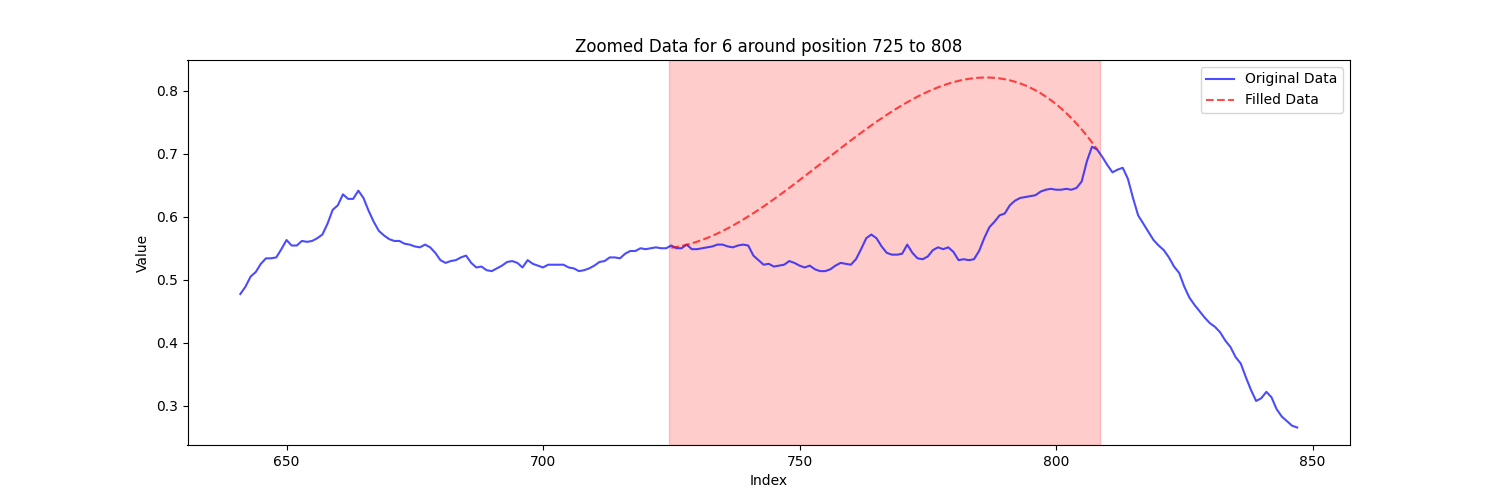 Zoomed Data for 6 around position 725 to 808
Original Data
Filled Data
Value
0.8
0.7
0.6
0.5
0.4
0.3
650
700
750
800
850
Index